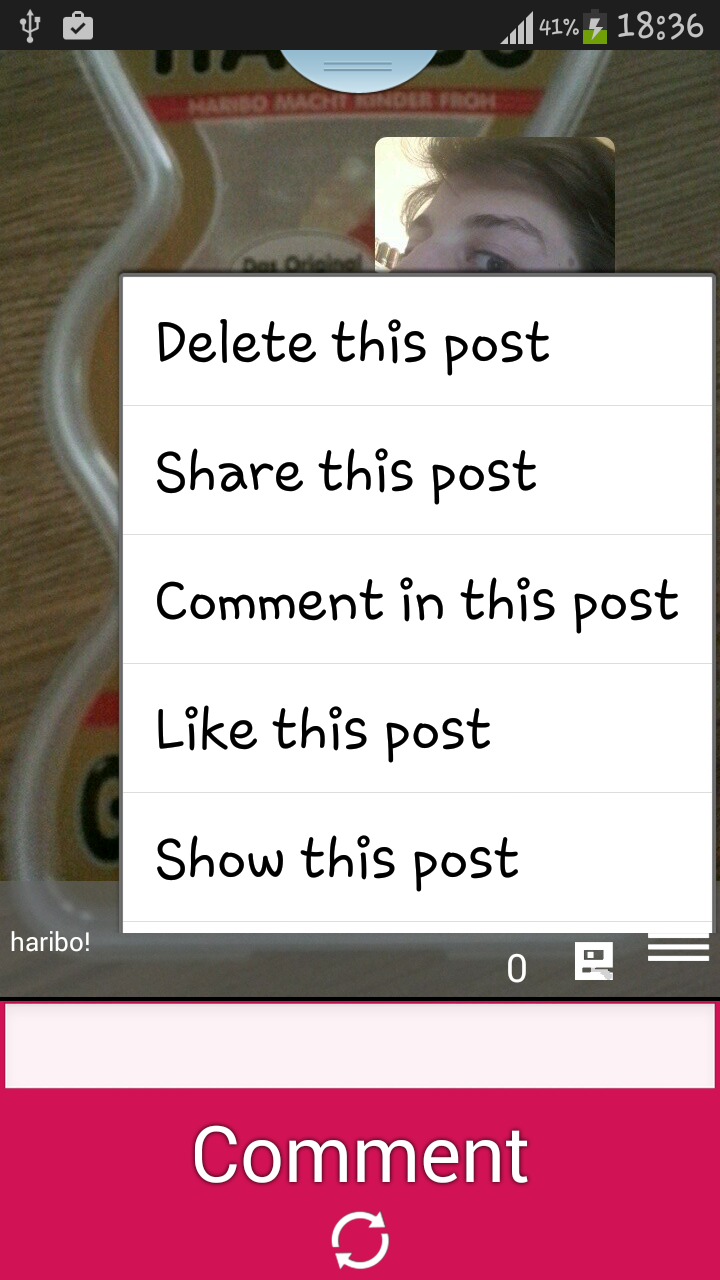 41% 18:36
HARIBO MACHT KINDER FROH
Das Original
Delete this post
Share this post
Comment in this post
Like this post
Show this post
haribo!
0
Comment